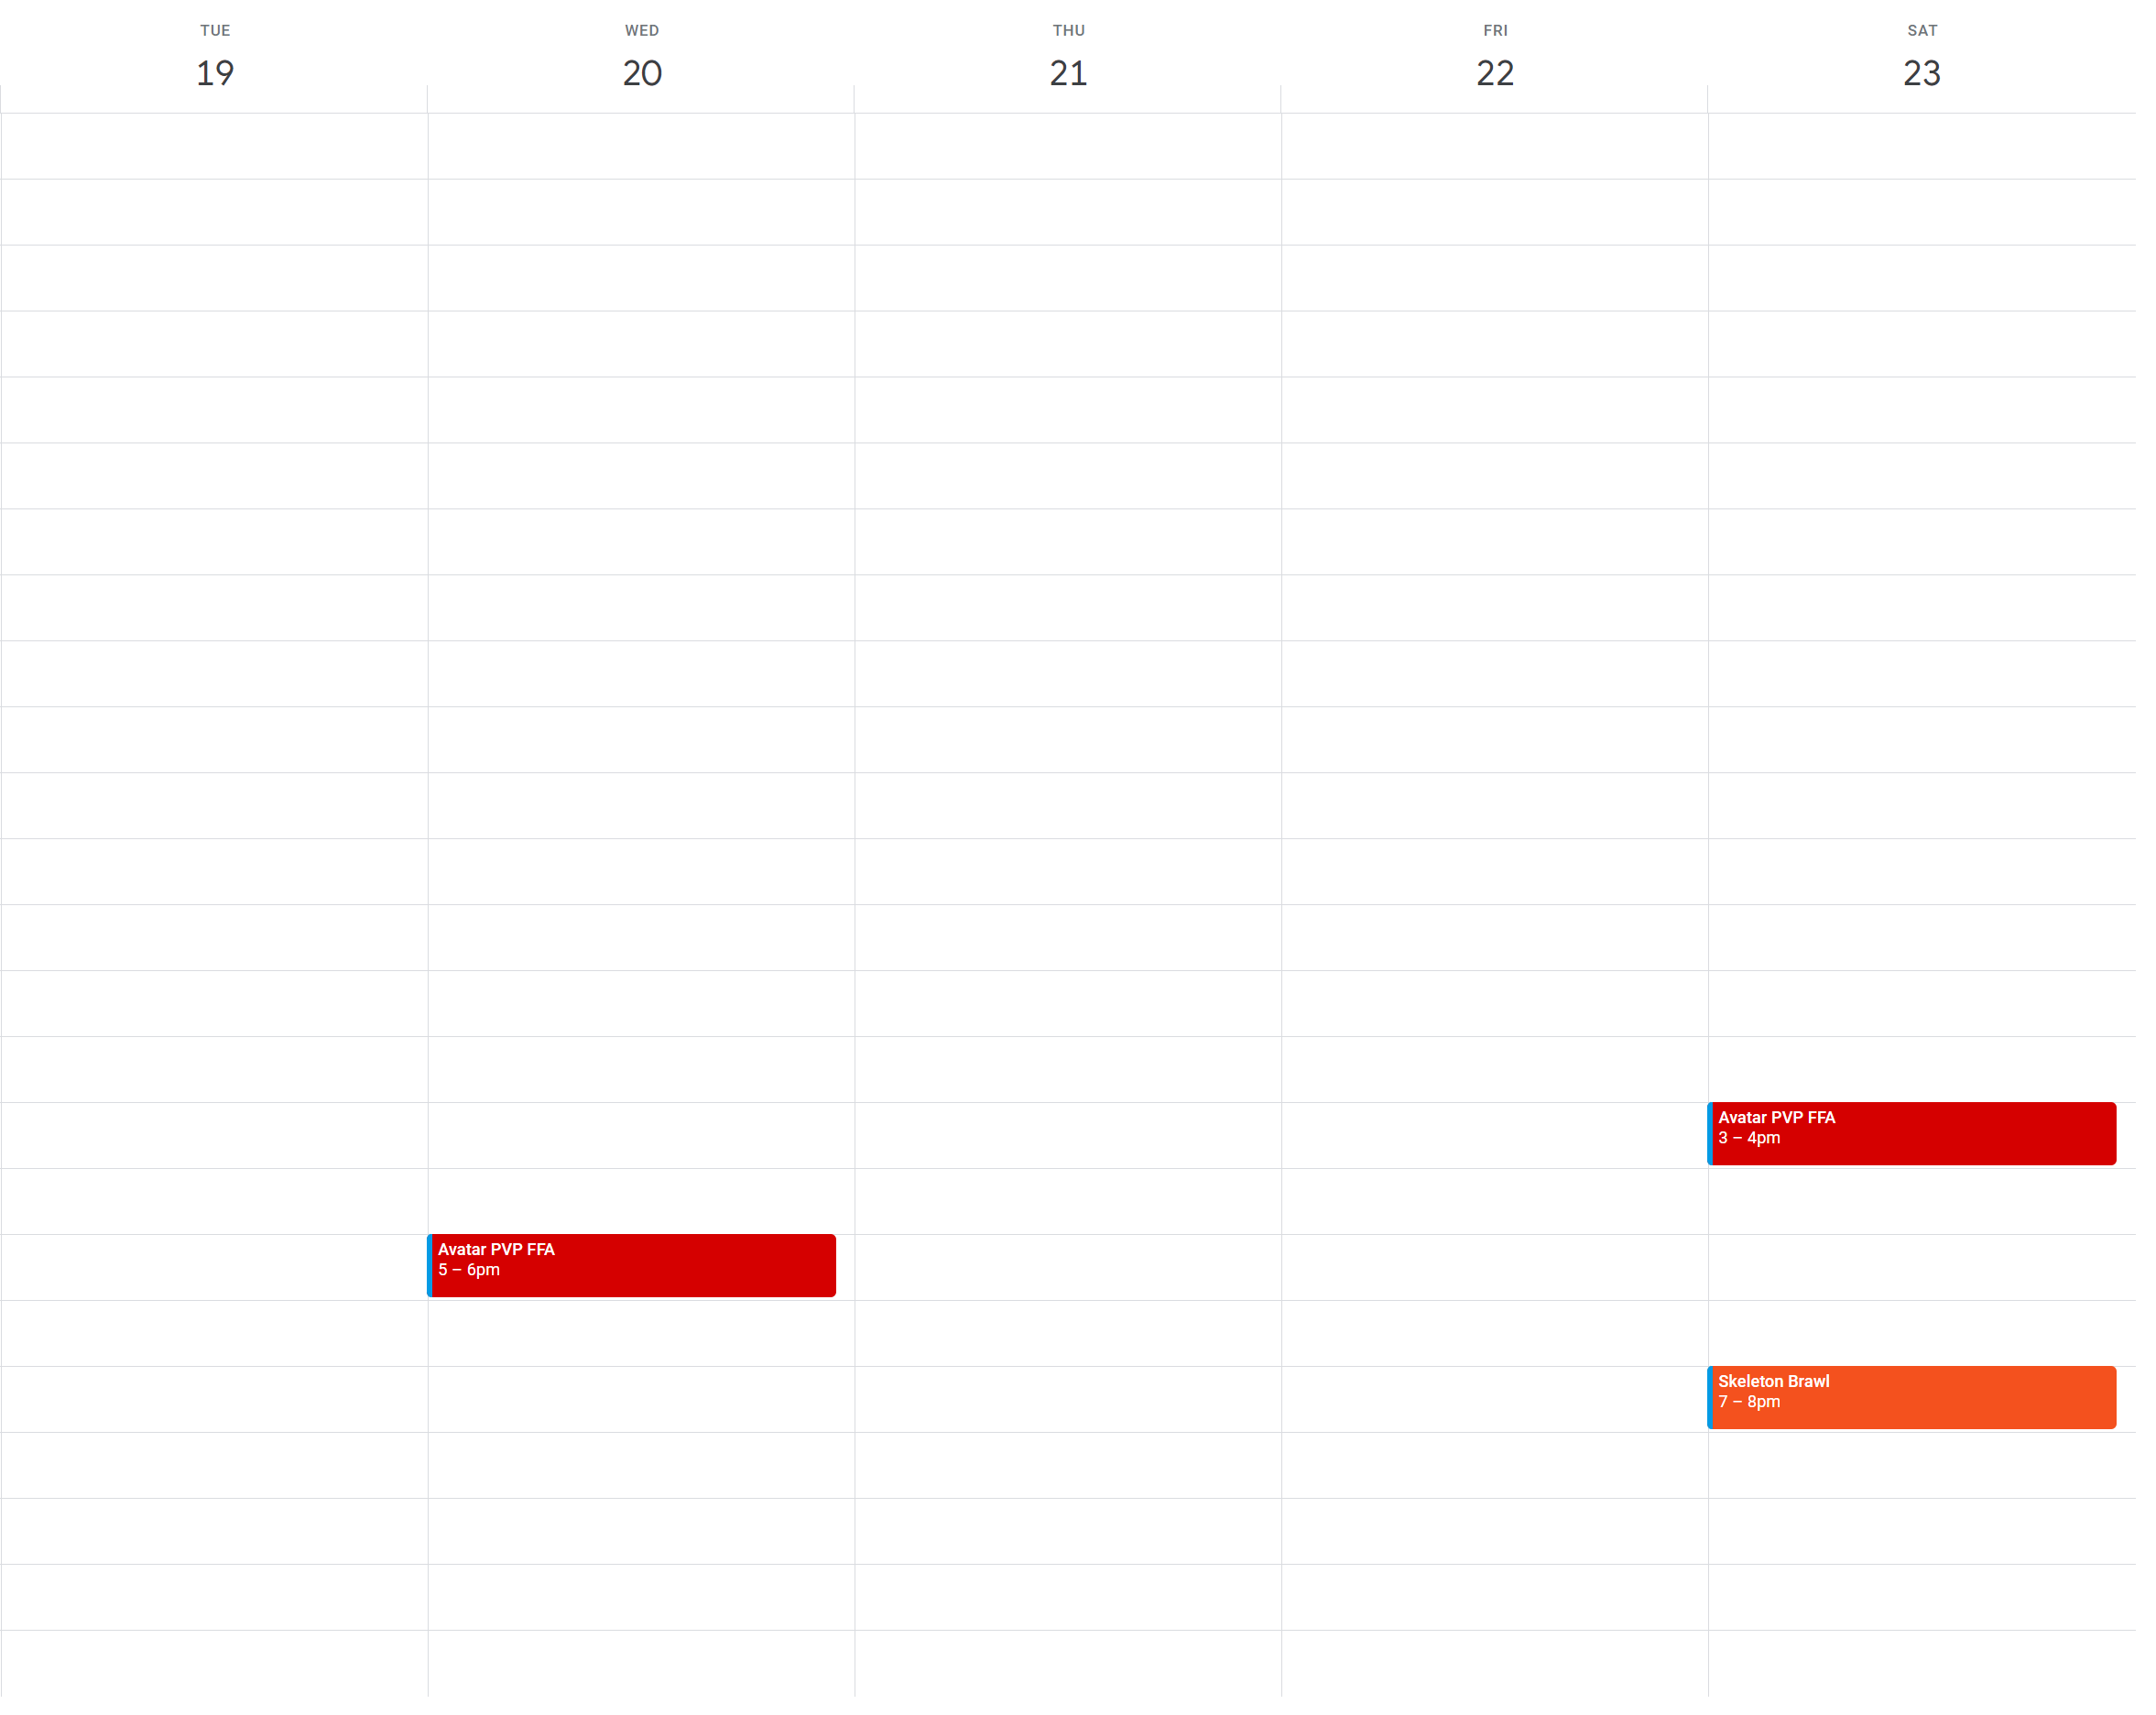 TUE
19
WED
20
THU
21
FRI
22
SAT
23
Avatar PVP FFA
3 – 4pm
Avatar PVP FFA
5 – 6pm
Skeleton Brawl
7 – 8pm